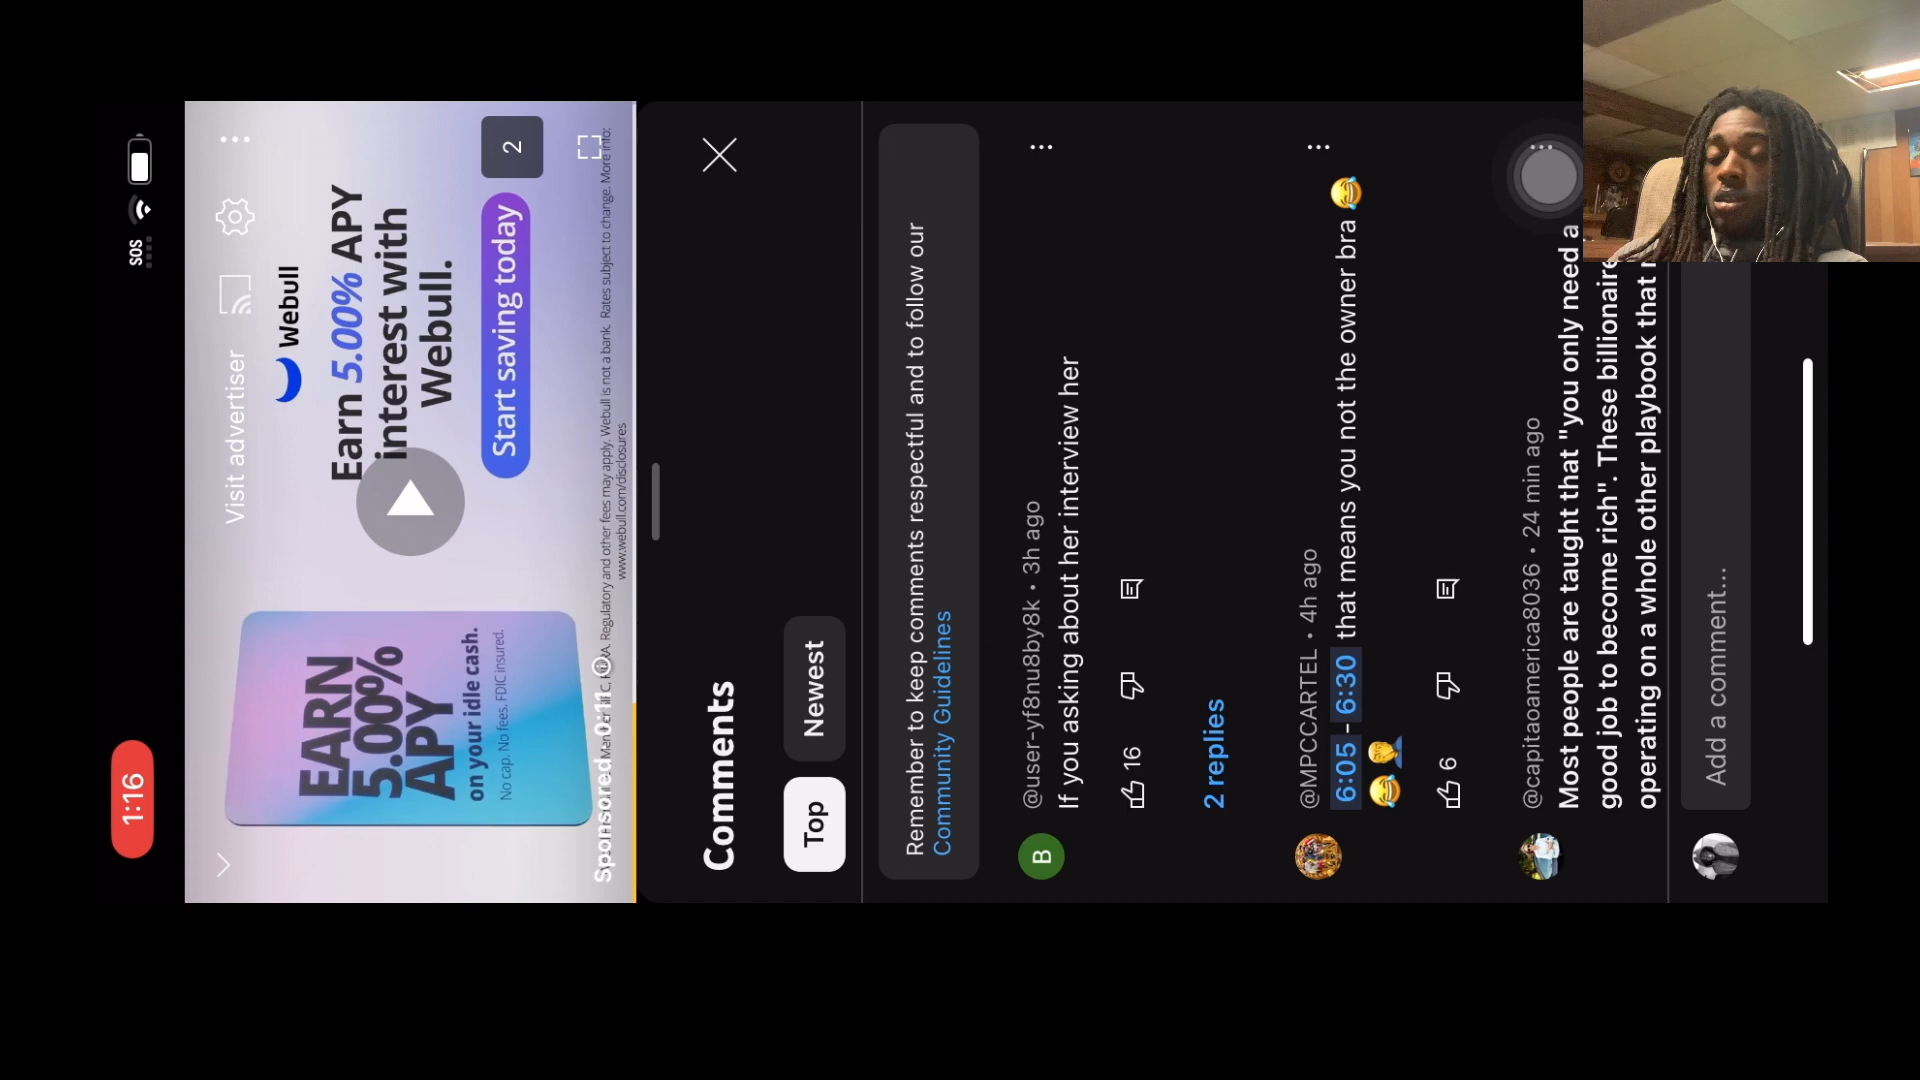 1:16
SOS
Visit advertiser
Webull
Earn 5.00% APY
interest with
Webull.
Start saving today
2
EARN
5.00%
APY
on your idle cash.
No cap. No fees. FDIC insured.
Regulatory and other fees may apply. Webull is not a bank. Rates subject to change. More info:
www.webull.com/disclosures
Sponsored 0:11
Comments
Top
Newest
Remember to keep comments respectful and to follow our
Community Guidelines
B
@user-yf8nu8by8k • 3h ago
If you asking about her interview her
16
2 replies
@MPCCARTEL • 4h ago
6:05 - 6:30 that means you not the owner bra 😂
😂🤦‍♂️
6
@capitaoamerica8036 • 24 min ago
Most people are taught that "you only need a
good job to become rich". These billionaire
operating on a whole other playbook that
Add a comment...